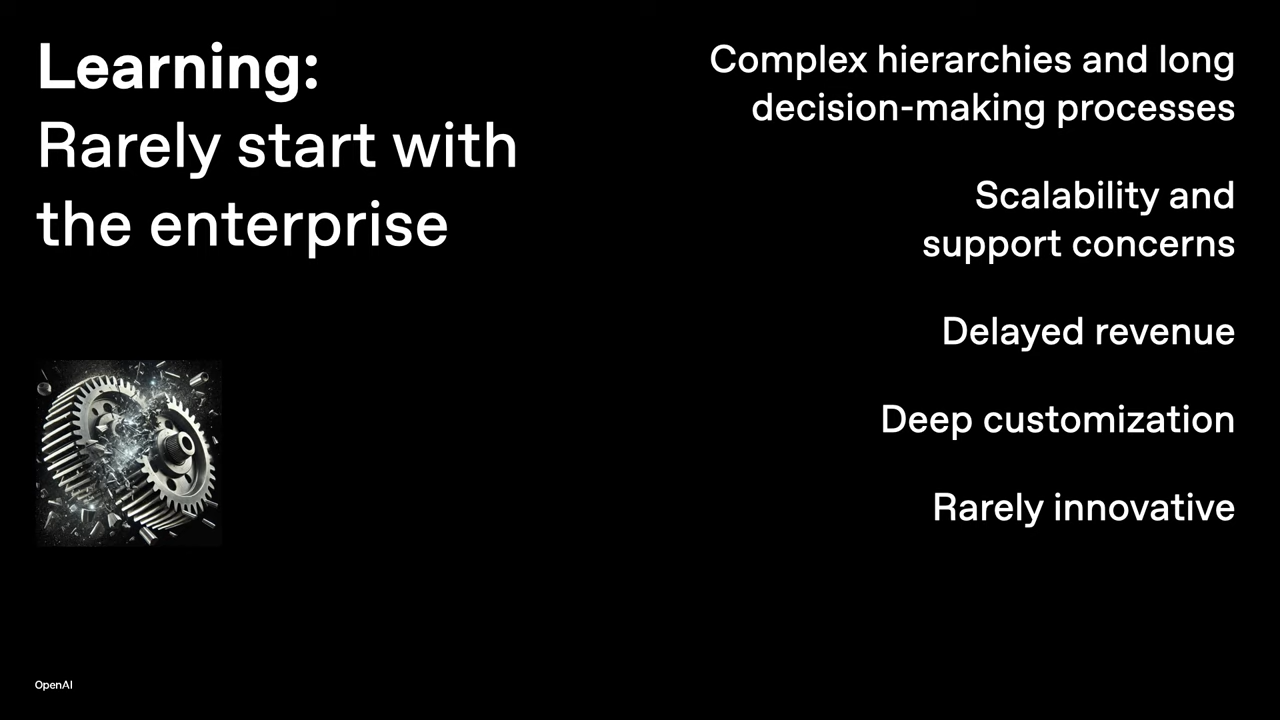 Learning:
Rarely start with
the enterprise
Complex hierarchies and long
decision-making processes
Scalability and
support concerns
Delayed revenue
Deep customization
Rarely innovative
OpenAI